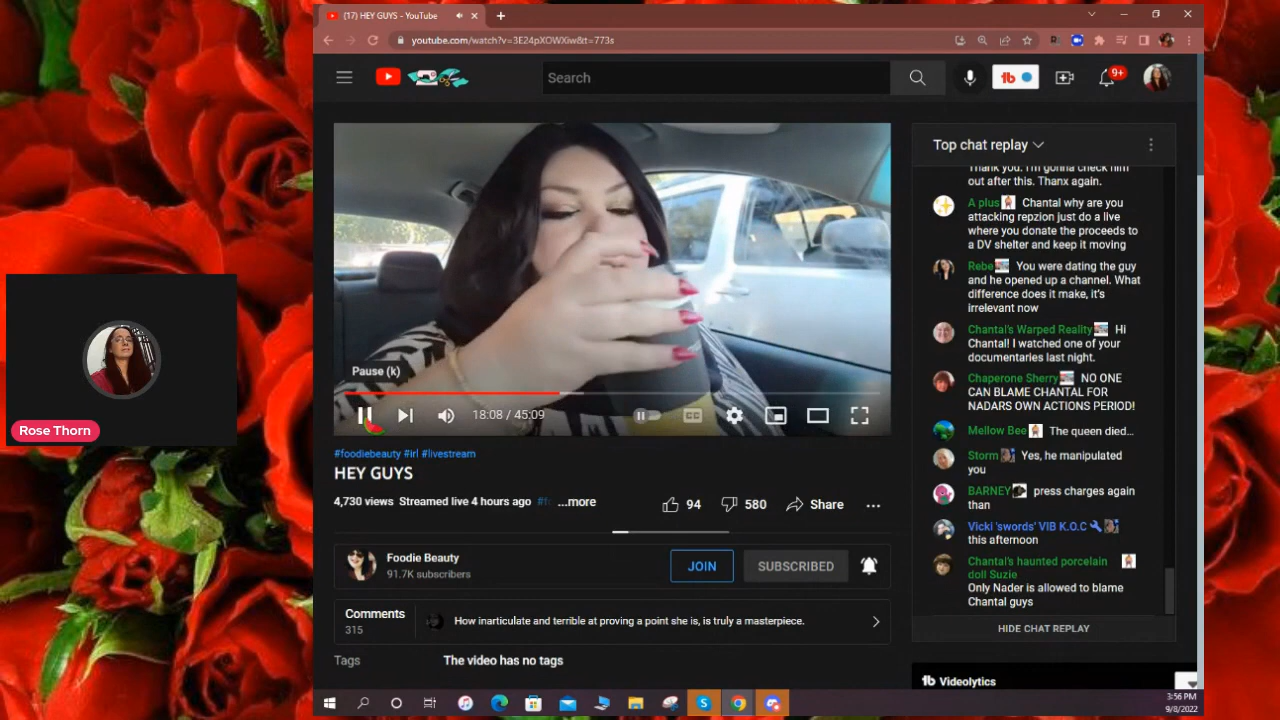 (17) HEY GUYS - YouTube
youtube.com/watch?v=3E24pXOWXiw&t=773s
Search
9+
Top chat replay
Thank you. I'm gonna check him
out after this. Thanx again.
A plus Chantal why are you
attacking repzion just do a live
where you donate the proceeds to
a DV shelter and keep it moving
Rebe You were dating the guy
and he opened up a channel. What
difference does it make, it's
irrelevant now
Chantal's Warped Reality Hi
Chantal! I watched one of your
documentaries last night.
Chaperone Sherry NO ONE
CAN BLAME CHANTAL FOR
NADARS OWN ACTIONS PERIOD!
Mellow Bee The queen died...
Storm Yes, he manipulated
you
BARNEY press charges again
than
Vicki 'swords' VIB K.O.C
this afternoon
Chantal's haunted porcelain
doll Suzie
Only Nader is allowed to blame
Chantal guys
HIDE CHAT REPLAY
Pause (k)
18:08 / 45:09
CC
Rose Thorn
#foodiebeauty #irl #livestream
HEY GUYS
4,730 views Streamed live 4 hours ago #f ...more
94 580 Share
Foodie Beauty
91.7K subscribers
JOIN
SUBSCRIBED
Comments
315
How inarticulate and terrible at proving a point she is, is truly a masterpiece.
Tags The video has no tags
tb Videolytics
3:56 PM
9/8/2022